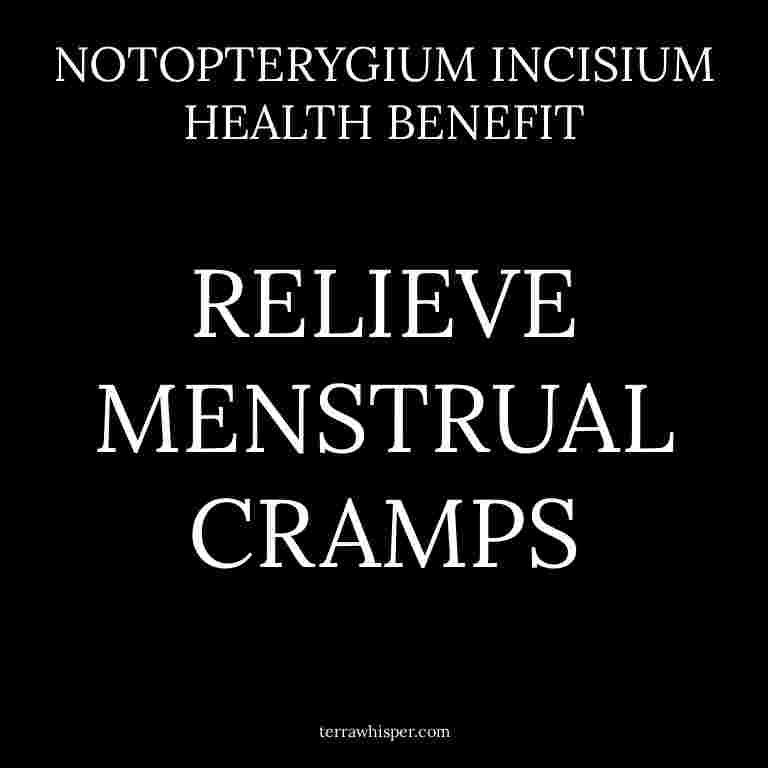 NOTOPTERYGIUM INCISIUM
HEALTH BENEFIT
RELIEVE
MENSTRUAL
CRAMPS
terrawhisper.com